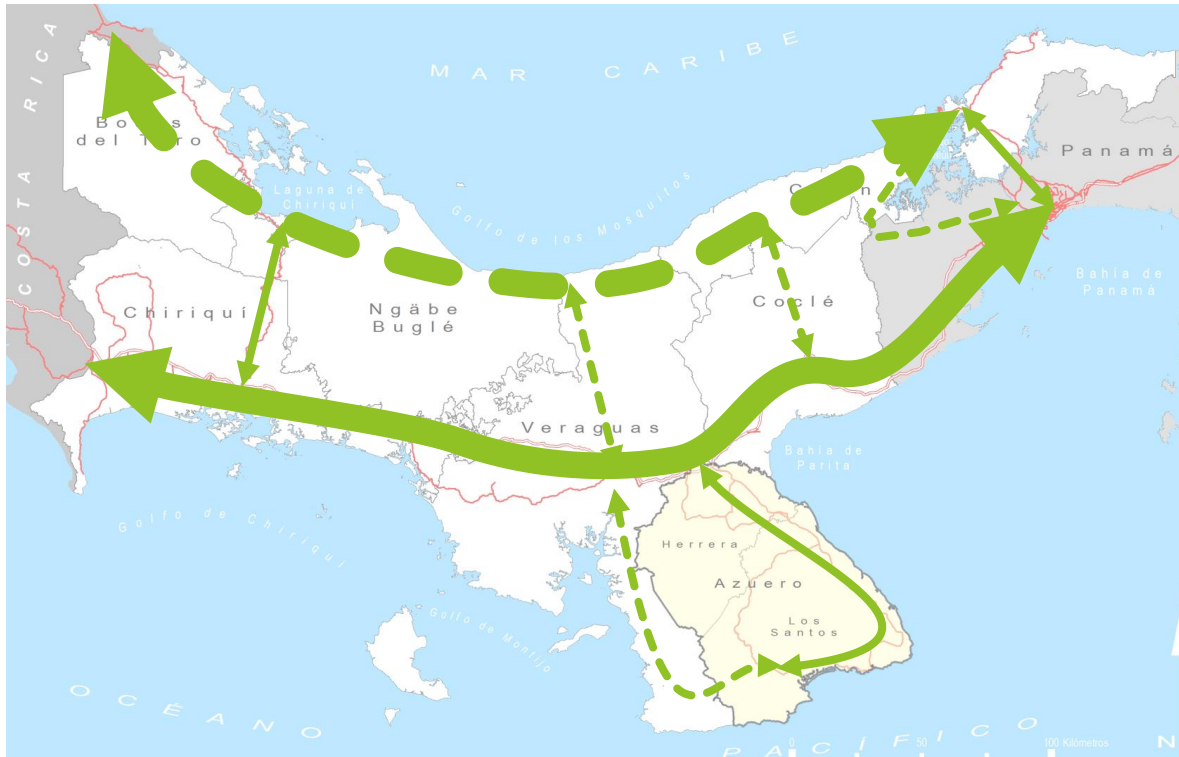 MAR CARIBE
COSTA RICA
Bocas
del Toro
Laguna de
Chiriquí
Golfo de los Mosquitos
Colón
Panamá
Bahía de
Panamá
Chiriquí
Ngäbe
Buglé
Coclé
Veraguas
Bahía de
Parita
Golfo de Chiriquí
Herrera
Azuero
Los
Santos
Golfo de Montijo
OCÉANO
PACÍFICO
0 50 100 Kilómetros
N